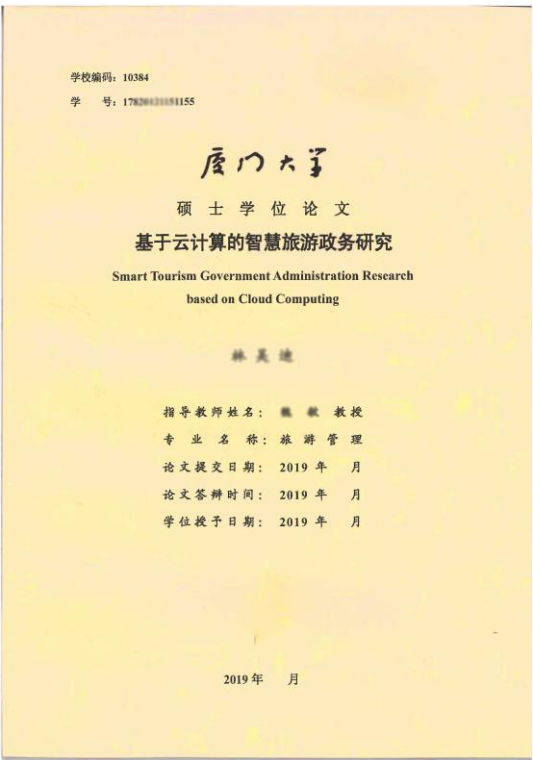 学校编码：10384
学 号：17 1155
厦门大学
硕 士 学 位 论 文
基于云计算的智慧旅游政务研究
Smart Tourism Government Administration Research
based on Cloud Computing
指导教师姓名： 教授
专 业 名 称：旅 游 管 理
论文提交日期：2019 年 月
论文答辩时间：2019 年 月
学位授予日期：2019 年 月
2019 年 月